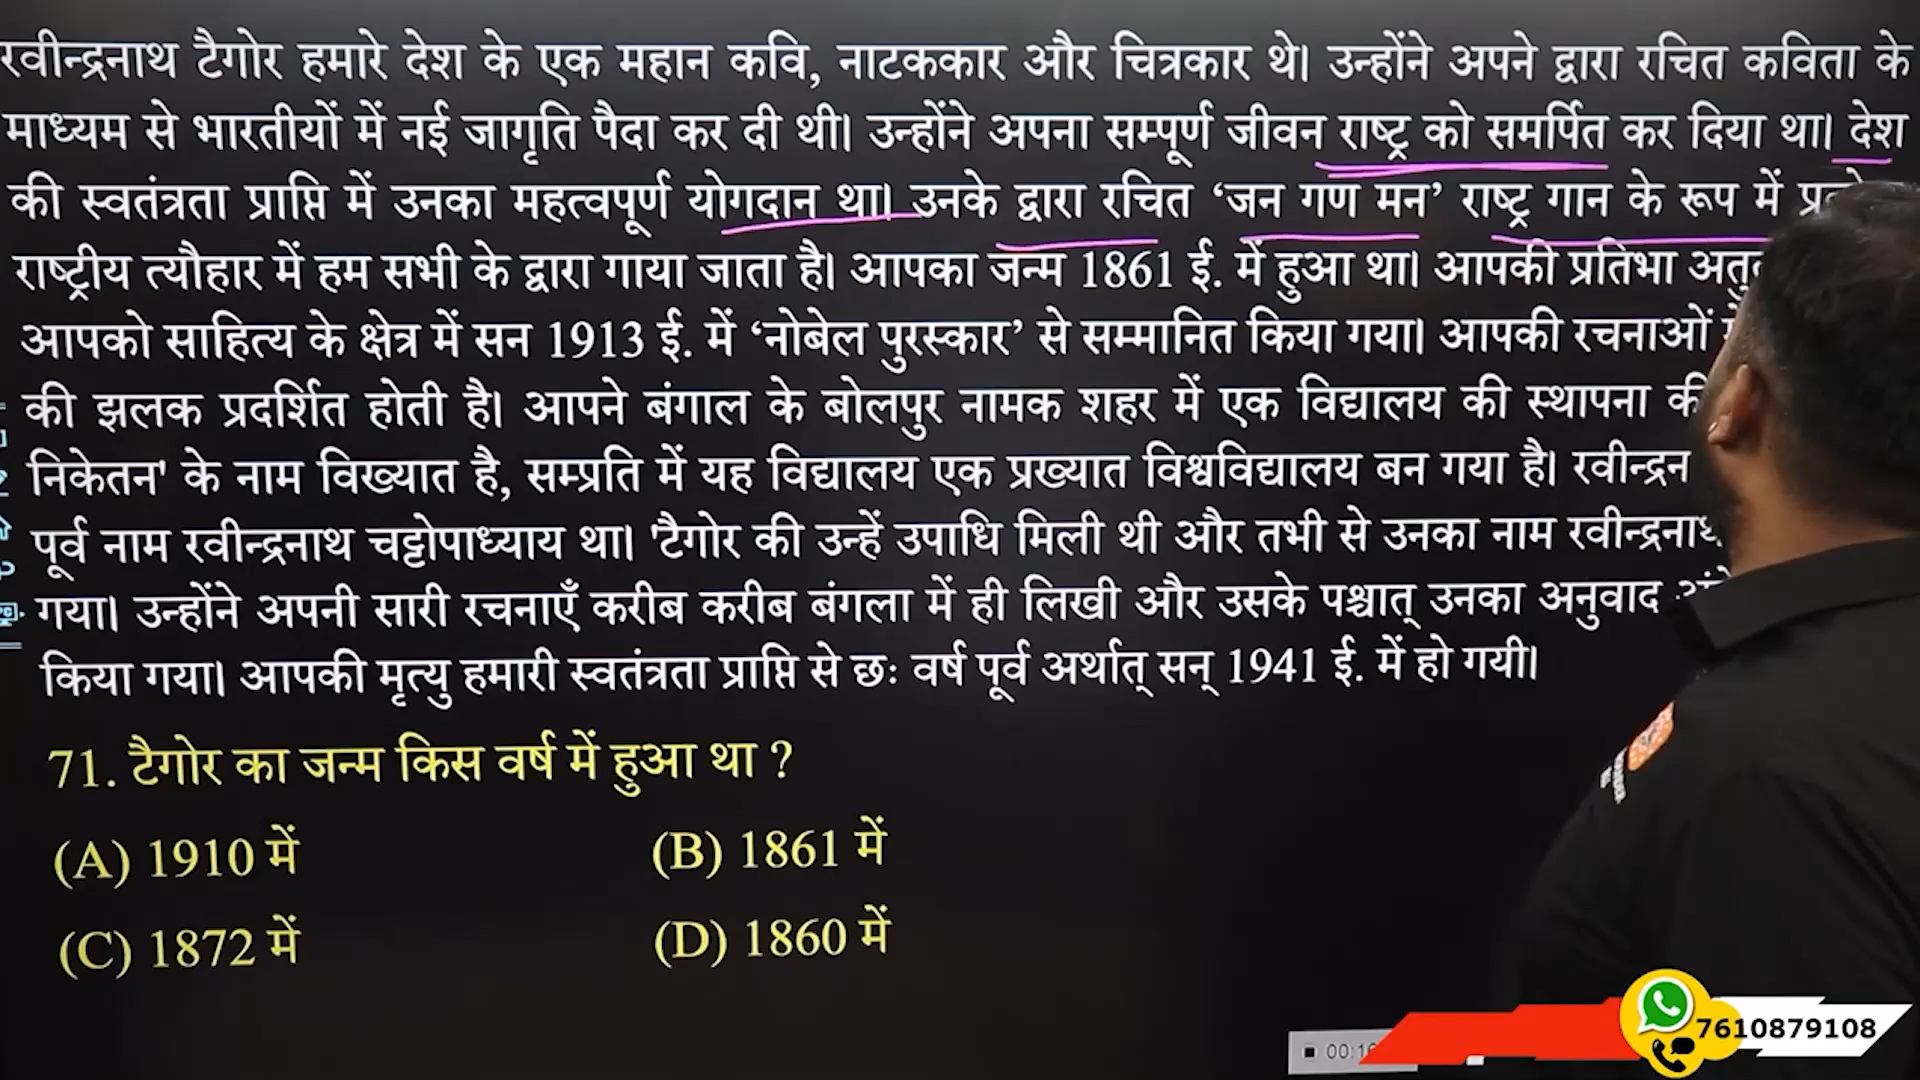 रवीन्द्रनाथ टैगोर हमारे देश के एक महान कवि, नाटककार और चित्रकार थे। उन्होंने अपने द्वारा रचित कविता के
माध्यम से भारतीयों में नई जागृति पैदा कर दी थी। उन्होंने अपना सम्पूर्ण जीवन राष्ट्र को समर्पित कर दिया था। देश
की स्वतंत्रता प्राप्ति में उनका महत्वपूर्ण योगदान था। उनके द्वारा रचित ‘जन गण मन’ राष्ट्र गान के रूप में
राष्ट्रीय त्यौहार में हम सभी के द्वारा गाया जाता है। आपका जन्म 1861 ई. में हुआ था। आपकी प्रतिभा
आपको साहित्य के क्षेत्र में सन 1913 ई. में ‘नोबेल पुरस्कार’ से सम्मानित किया गया। आपकी रचनाओं
की झलक प्रदर्शित होती है। आपने बंगाल के बोलपुर नामक शहर में एक विद्यालय की स्थापना की
निकेतन' के नाम विख्यात है, सम्प्रति में यह विद्यालय एक प्रख्यात विश्वविद्यालय बन गया है।
पूर्व नाम रवीन्द्रनाथ चट्टोपाध्याय था। 'टैगोर की उन्हें उपाधि मिली थी और तभी से उनका नाम रवीन्द्रनाथ
गया। उन्होंने अपनी सारी रचनाएँ करीब करीब बंगला में ही लिखी और उसके पश्चात् उनका अनुवाद
किया गया। आपकी मृत्यु हमारी स्वतंत्रता प्राप्ति से छः वर्ष पूर्व अर्थात् सन् 1941 ई. में हो गयी।
71. टैगोर का जन्म किस वर्ष में हुआ था ?
(A) 1910 में (B) 1861 में
(C) 1872 में (D) 1860 में
7610879108